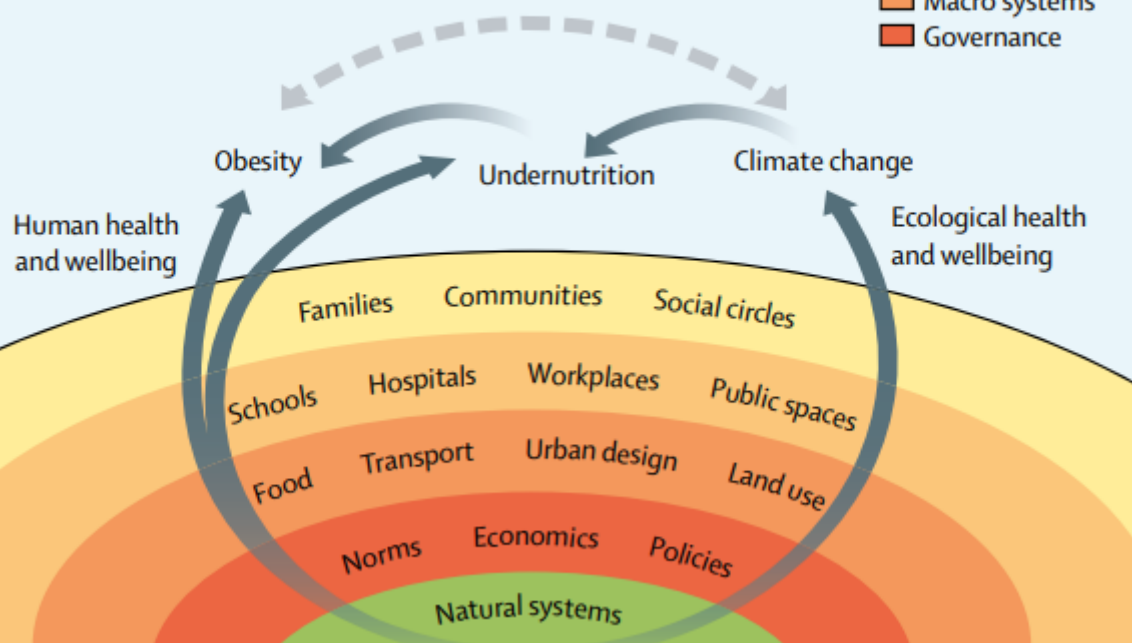 Macro systems
Governance
Obesity
Undernutrition
Climate change
Human health
and wellbeing
Ecological health
and wellbeing
Families Communities Social circles
Schools Hospitals Workplaces Public spaces
Food Transport Urban design Land use
Norms Economics Policies
Natural systems